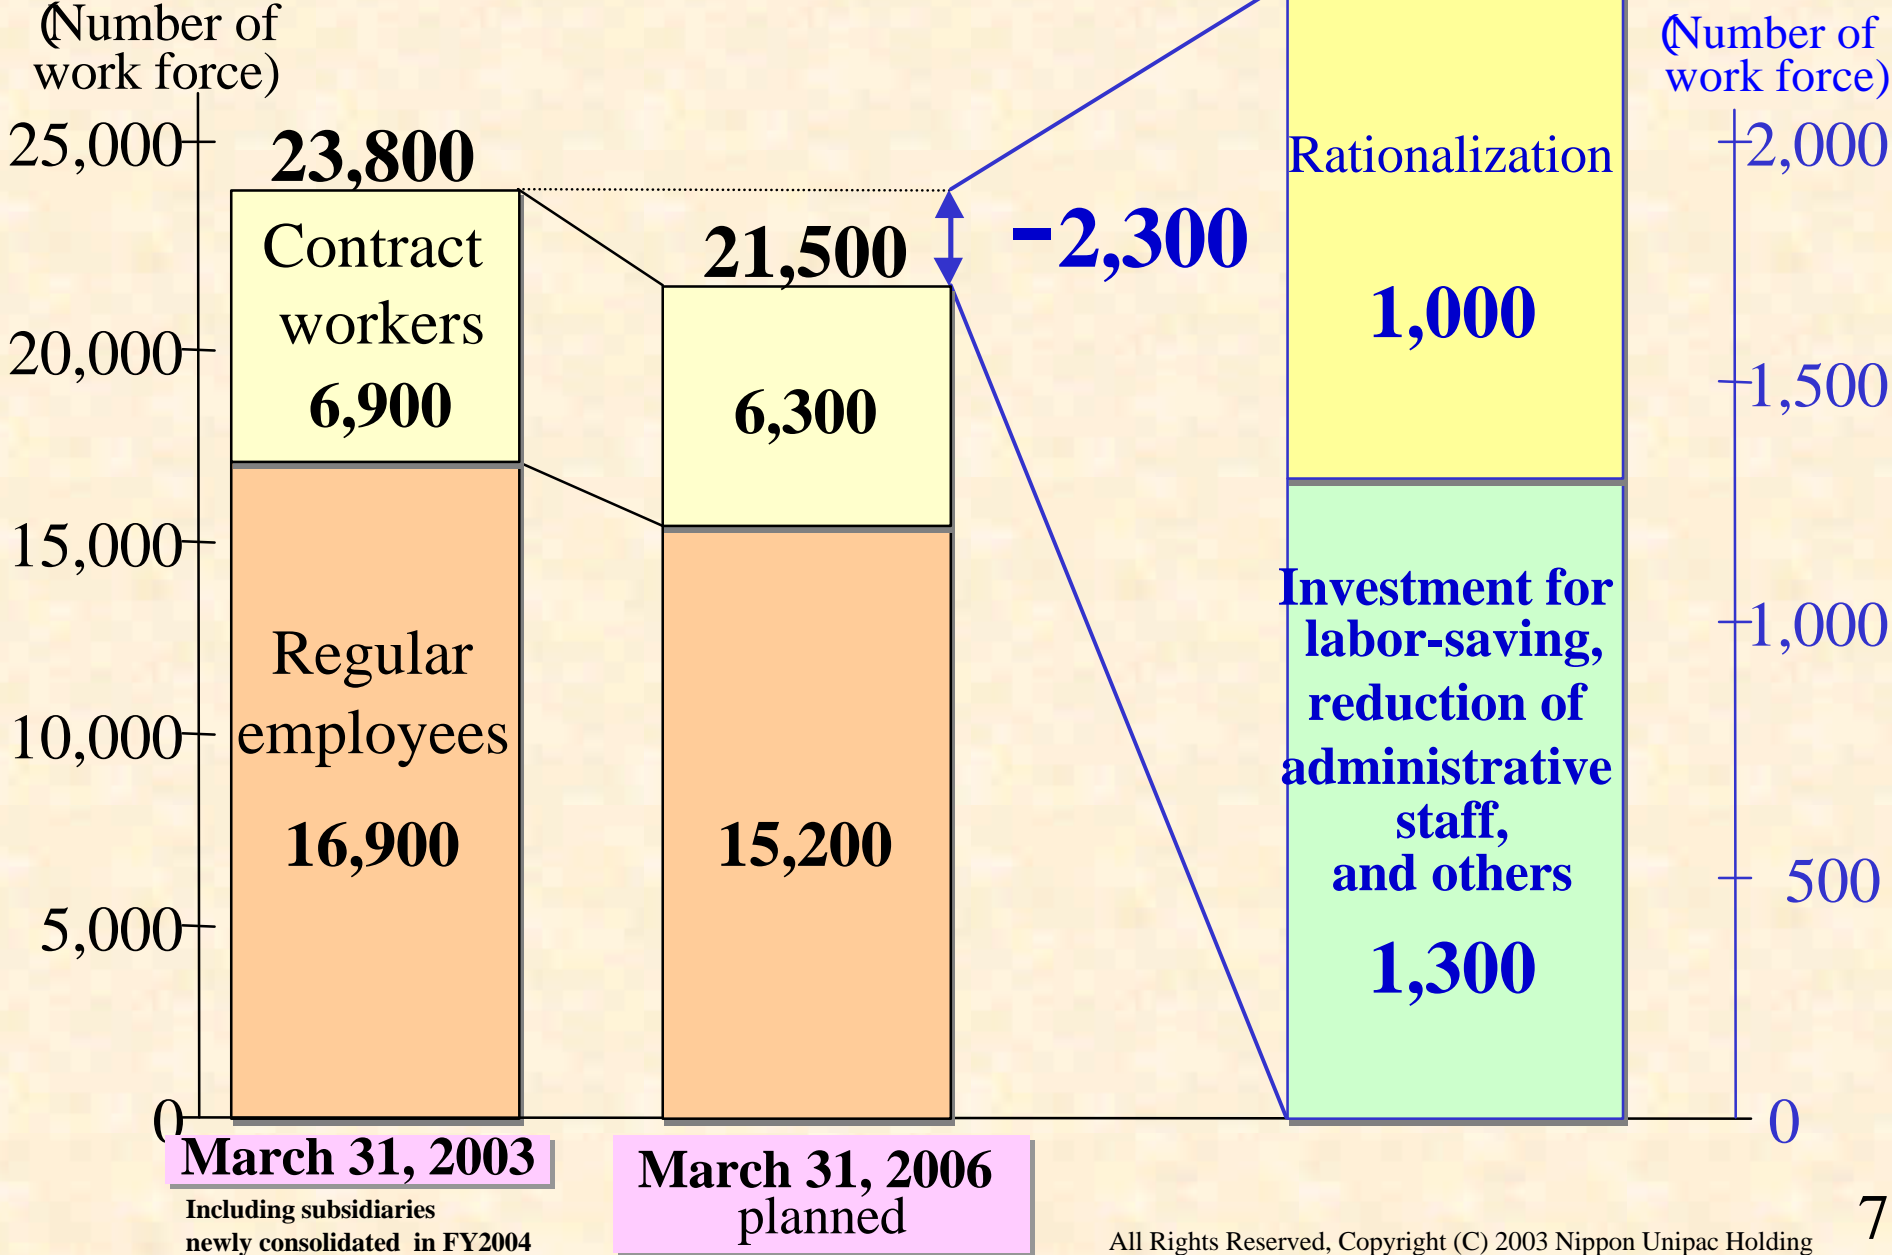 (Number of
work force)
25,000
20,000
15,000
10,000
5,000
0
23,800
Contract
workers
6,900
Regular
employees
16,900
March 31, 2003
Including subsidiaries
newly consolidated in FY2004
21,500
6,300
15,200
March 31, 2006
planned
−2,300
Rationalization
1,000
Investment for
labor-saving,
reduction of
administrative
staff,
and others
1,300
(Number of
work force)
2,000
1,500
1,000
500
0
All Rights Reserved, Copyright (C) 2003 Nippon Unipac Holding
7